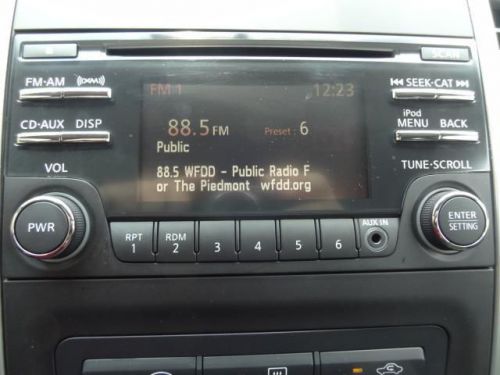 SCAN
FM-AM
SEEK-CAT
FM 1 12:23
iPod
CD-AUX DISP
88.5 FM Preset : 6
MENU BACK
Public
VOL
88.5 WFDD - Public Radio F
TUNE-SCROLL
or The Piedmont wfdd.org
PWR
ENTER
SETTING
AUX IN
RPT
1
RDM
2
3
4
5
6